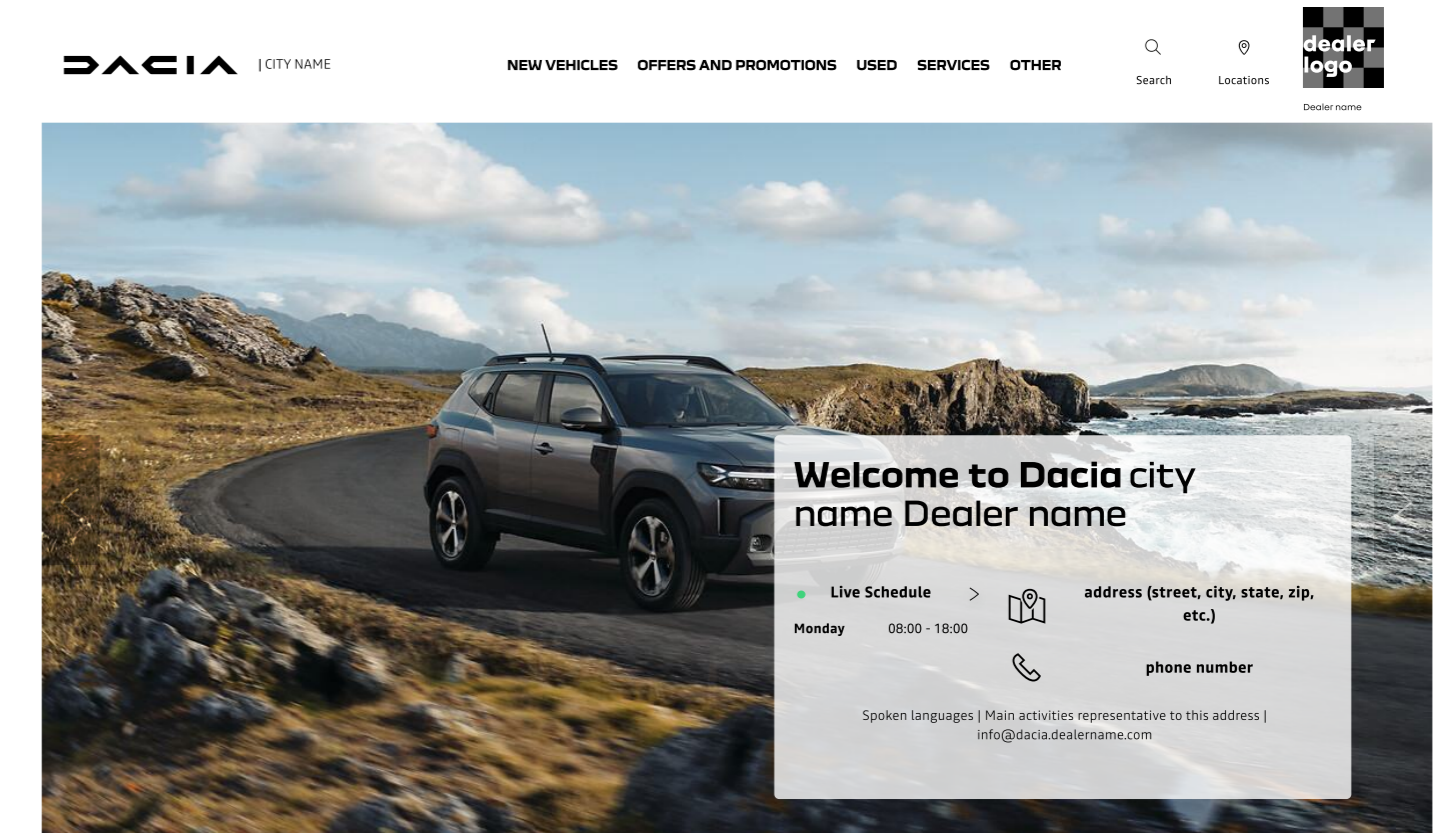 DACIA
| CITY NAME
NEW VEHICLES OFFERS AND PROMOTIONS USED SERVICES OTHER
Search
Locations
dealer
logo
Dealer name
Welcome to Dacia city
name Dealer name
Live Schedule
Monday 08:00 - 18:00
address (street, city, state, zip,
etc.)
phone number
Spoken languages | Main activities representative to this address |
info@dacia.dealername.com